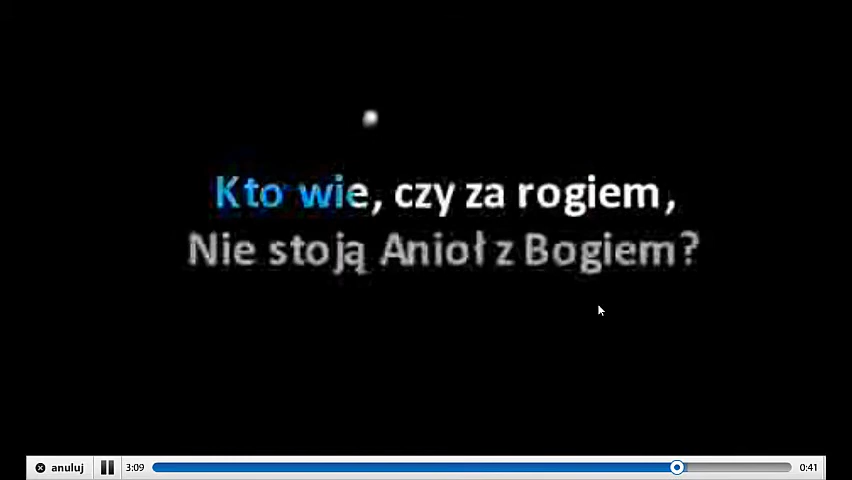 Kto wie, czy za rogiem,
Nie stoją Anioł z Bogiem?
anuluj 3:09 0:41